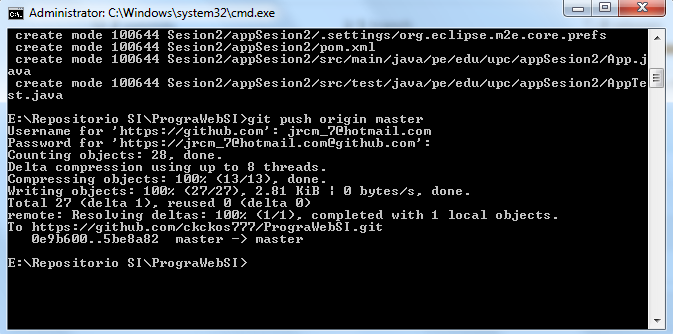 Administrator: C:\Windows\system32\cmd.exe
create mode 100644 Sesion2/appSesion2/.settings/org.eclipse.m2e.core.prefs
create mode 100644 Sesion2/appSesion2/pom.xml
create mode 100644 Sesion2/appSesion2/src/main/java/pe/edu/upc/appSesion2/App.j
ava
create mode 100644 Sesion2/appSesion2/src/test/java/pe/edu/upc/appSesion2/AppTe
st.java
E:\Repositorio SI\PrograWebSI>git push origin master
Username for 'https://github.com': jrcm_7@hotmail.com
Password for 'https://jrcm_7@hotmail.com@github.com':
Counting objects: 28, done.
Delta compression using up to 8 threads.
Compressing objects: 100% (13/13), done.
Writing objects: 100% (27/27), 2.81 KiB ¦ 0 bytes/s, done.
Total 27 (delta 1), reused 0 (delta 0)
remote: Resolving deltas: 100% (1/1), completed with 1 local objects.
To https://github.com/ckckos777/PrograWebSI.git
0e9b600..5be8a82 master -> master
E:\Repositorio SI\PrograWebSI>